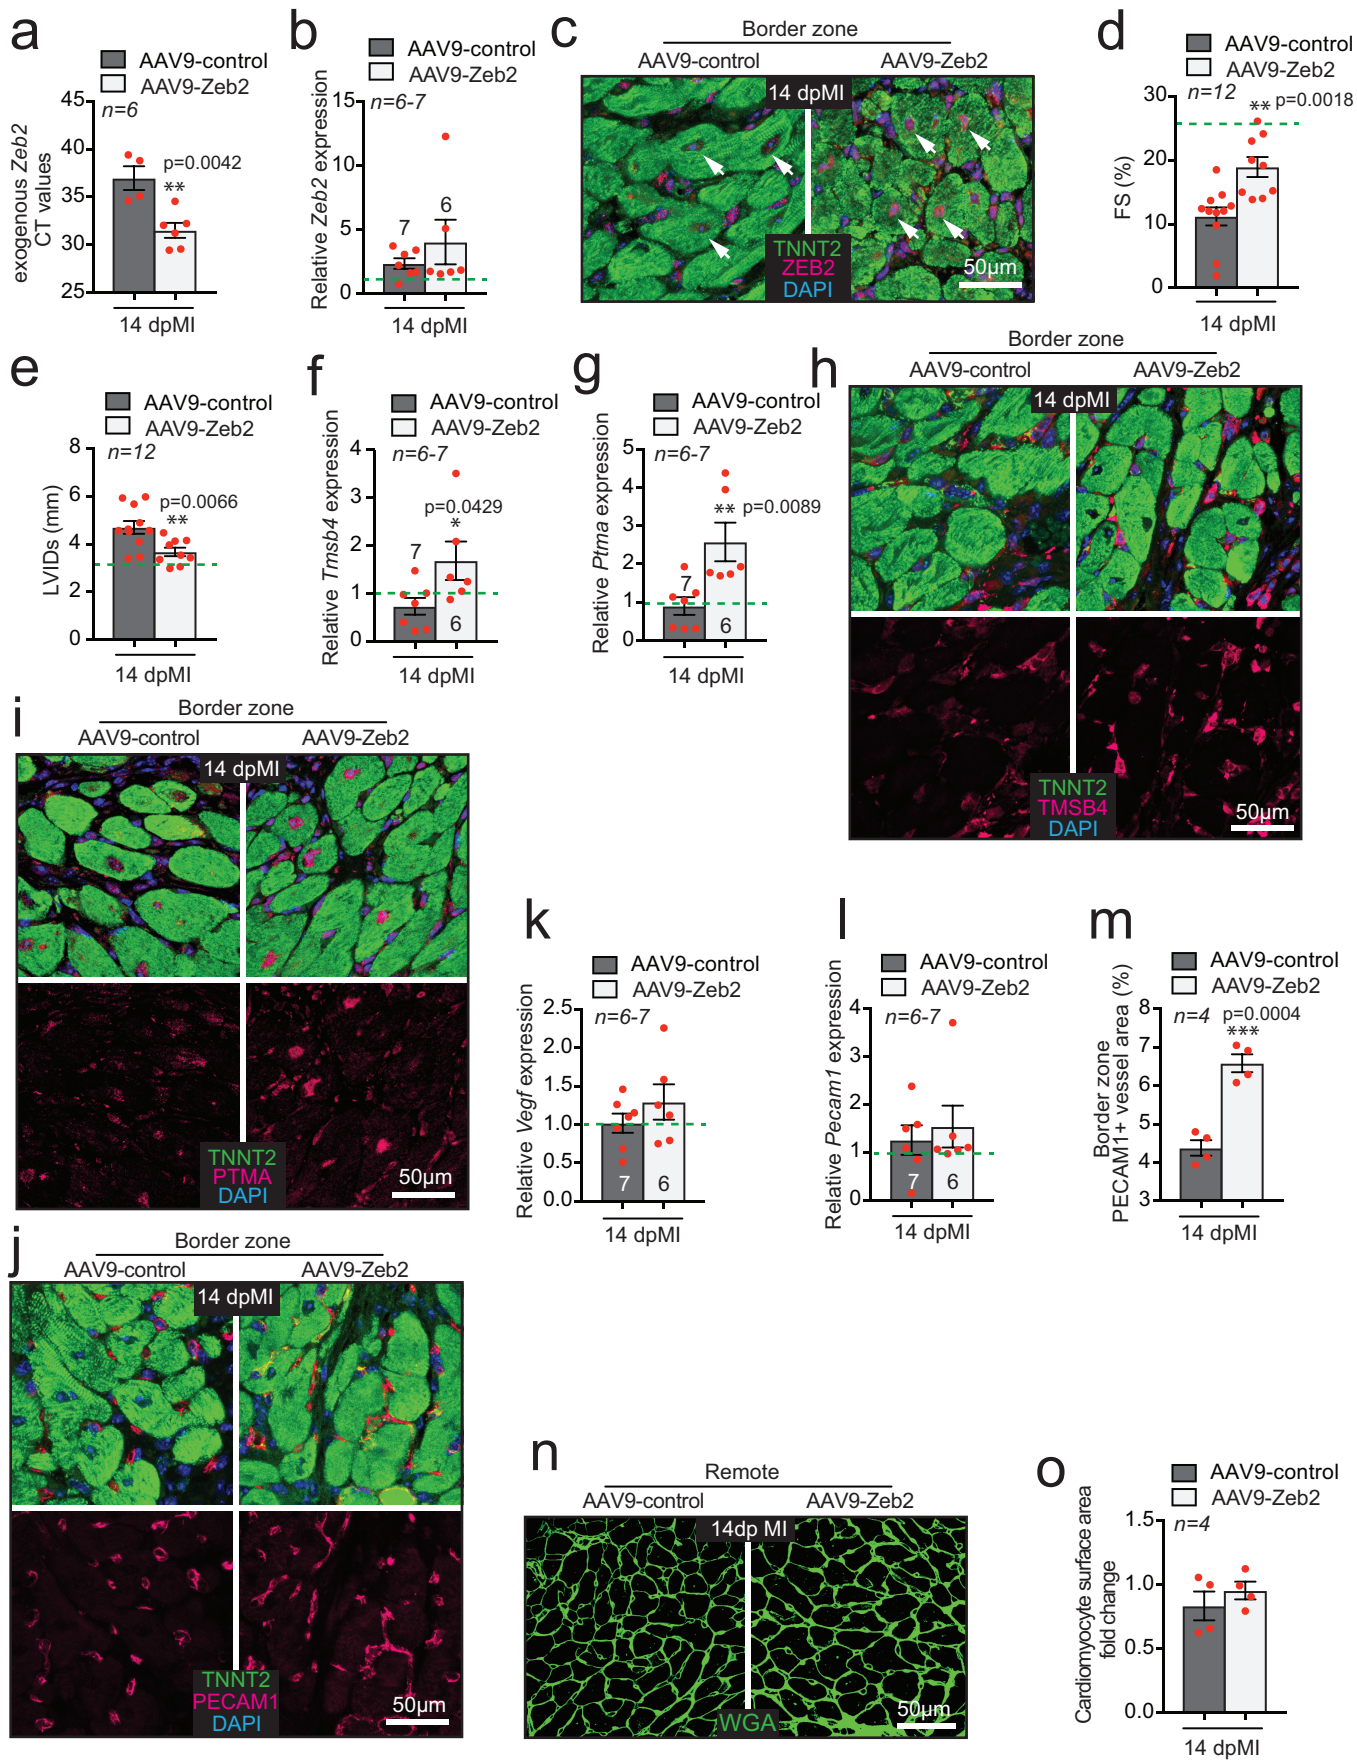 a
AAV9-control
AAV9-Zeb2
n=6
45
40
35
30
25
exogenous Zeb2
CT values
p=0.0042
**
14 dpMI
b
AAV9-control
AAV9-Zeb2
n=6-7
15
10
5
0
Relative Zeb2 expression
7
6
14 dpMI
c
Border zone
AAV9-control
AAV9-Zeb2
14 dpMI
TNNT2
ZEB2
DAPI
50µm
d
AAV9-control
AAV9-Zeb2
n=12
30
20
10
0
FS (%)
** p=0.0018
14 dpMI
e
AAV9-control
AAV9-Zeb2
n=12
8
6
4
2
0
LVIDs (mm)
p=0.0066
**
14 dpMI
f
AAV9-control
AAV9-Zeb2
n=6-7
4
3
2
1
0
Relative Tmsb4 expression
p=0.0429
*
7
6
14 dpMI
g
AAV9-control
AAV9-Zeb2
n=6-7
5
4
3
2
1
0
Relative Ptma expression
** p=0.0089
7
6
14 dpMI
h
Border zone
AAV9-control
AAV9-Zeb2
14 dpMI
TNNT2
TMSB4
DAPI
50µm
i
Border zone
AAV9-control
AAV9-Zeb2
14 dpMI
TNNT2
PTMA
DAPI
50µm
j
Border zone
AAV9-control
AAV9-Zeb2
14 dpMI
TNNT2
PECAM1
DAPI
50µm
k
AAV9-control
AAV9-Zeb2
n=6-7
2.5
2.0
1.5
1.0
0.5
0.0
Relative Vegf expression
7
6
14 dpMI
l
AAV9-control
AAV9-Zeb2
n=6-7
4
3
2
1
0
Relative Pecam1 expression
7
6
14 dpMI
m
AAV9-control
AAV9-Zeb2
n=4
p=0.0004
***
8
7
6
5
4
3
Border zone
PECAM1+ vessel area (%)
14 dpMI
n
Remote
AAV9-control
AAV9-Zeb2
14dp MI
WGA
50µm
o
AAV9-control
AAV9-Zeb2
n=4
1.5
1.0
0.5
0.0
Cardiomyocyte surface area
fold change
14 dpMI